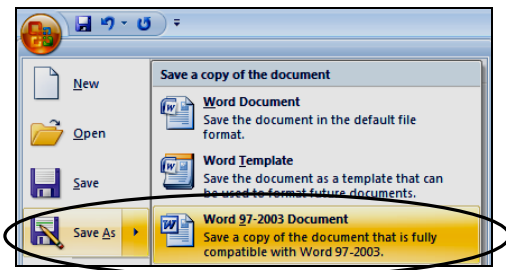 New
Open
Save
Save As
Save a copy of the document
Word Document
Save the document in the default file
format.
Word Template
Save the document as a template that can
be used to format future documents.
Word 97-2003 Document
Save a copy of the document that is fully
compatible with Word 97-2003.